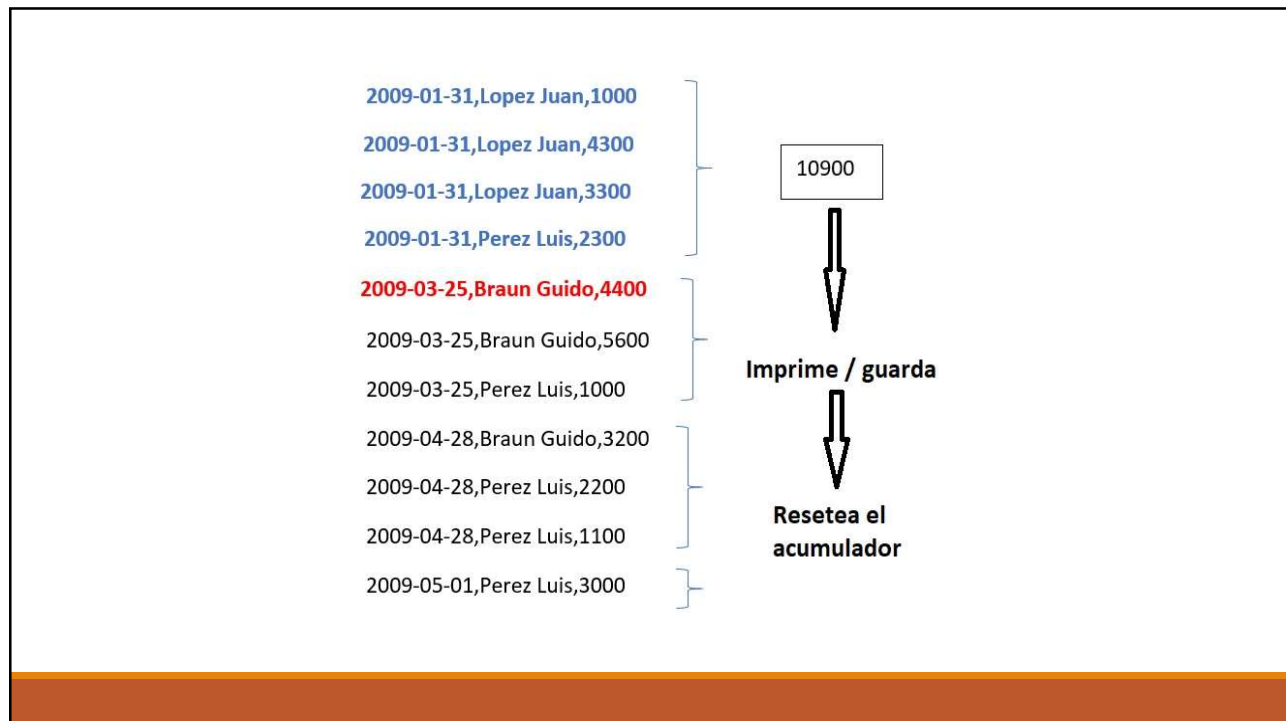 2009-01-31,Lopez Juan,1000
2009-01-31,Lopez Juan,4300
2009-01-31,Lopez Juan,3300
2009-01-31,Perez Luis,2300
2009-03-25,Braun Guido,4400
2009-03-25,Braun Guido,5600
2009-03-25,Perez Luis,1000
2009-04-28,Braun Guido,3200
2009-04-28,Perez Luis,2200
2009-04-28,Perez Luis,1100
2009-05-01,Perez Luis,3000
10900
Imprime / guarda
Resetea el
acumulador